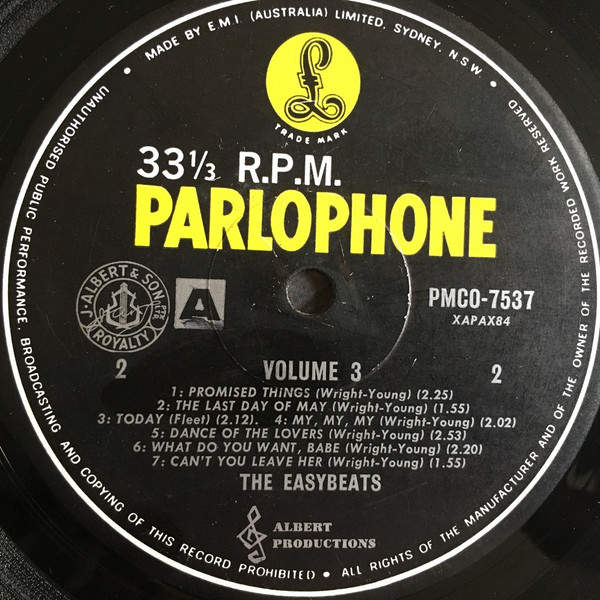 MADE BY E.M.I. (AUSTRALIA) LIMITED, SYDNEY, N.S.W. •
UNAUTHORISED PUBLIC PERFORMANCE, BROADCASTING AND COPYING OF THIS RECORD PROHIBITED • ALL RIGHTS OF THE MANUFACTURER AND OF THE OWNER OF THE RECORDED WORK RESERVED •
£
TRADE MARK
33⅓ R.P.M.
PARLOPHONE
J. ALBERT & SON PTY. LTD.
ROYALTY
A
PMCO-7537
XAPAX84
2 VOLUME 3 2
1: PROMISED THINGS (Wright-Young) (2.25)
2: THE LAST DAY OF MAY (Wright-Young) (1.55)
3: TODAY (Fleet) (2.12). 4: MY, MY, MY (Wright-Young) (2.02)
5: DANCE OF THE LOVERS (Wright-Young) (2.53)
6: WHAT DO YOU WANT, BABE (Wright-Young) (2.20)
7: CAN'T YOU LEAVE HER (Wright-Young) (1.55)
THE EASYBEATS
ALBERT
PRODUCTIONS